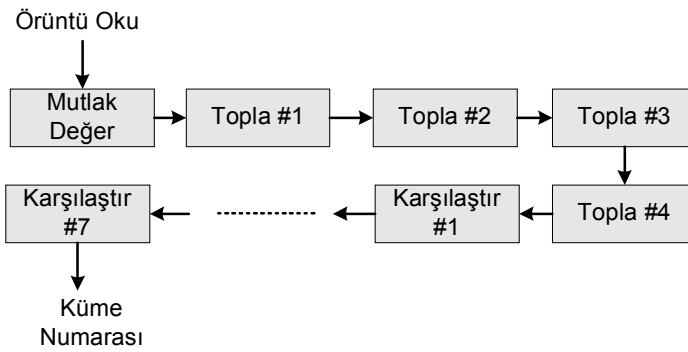 Örüntü Oku
Mutlak
Değer
Topla #1
Topla #2
Topla #3
Topla #4
Karşılaştır
#1
Karşılaştır
#7
Küme
Numarası